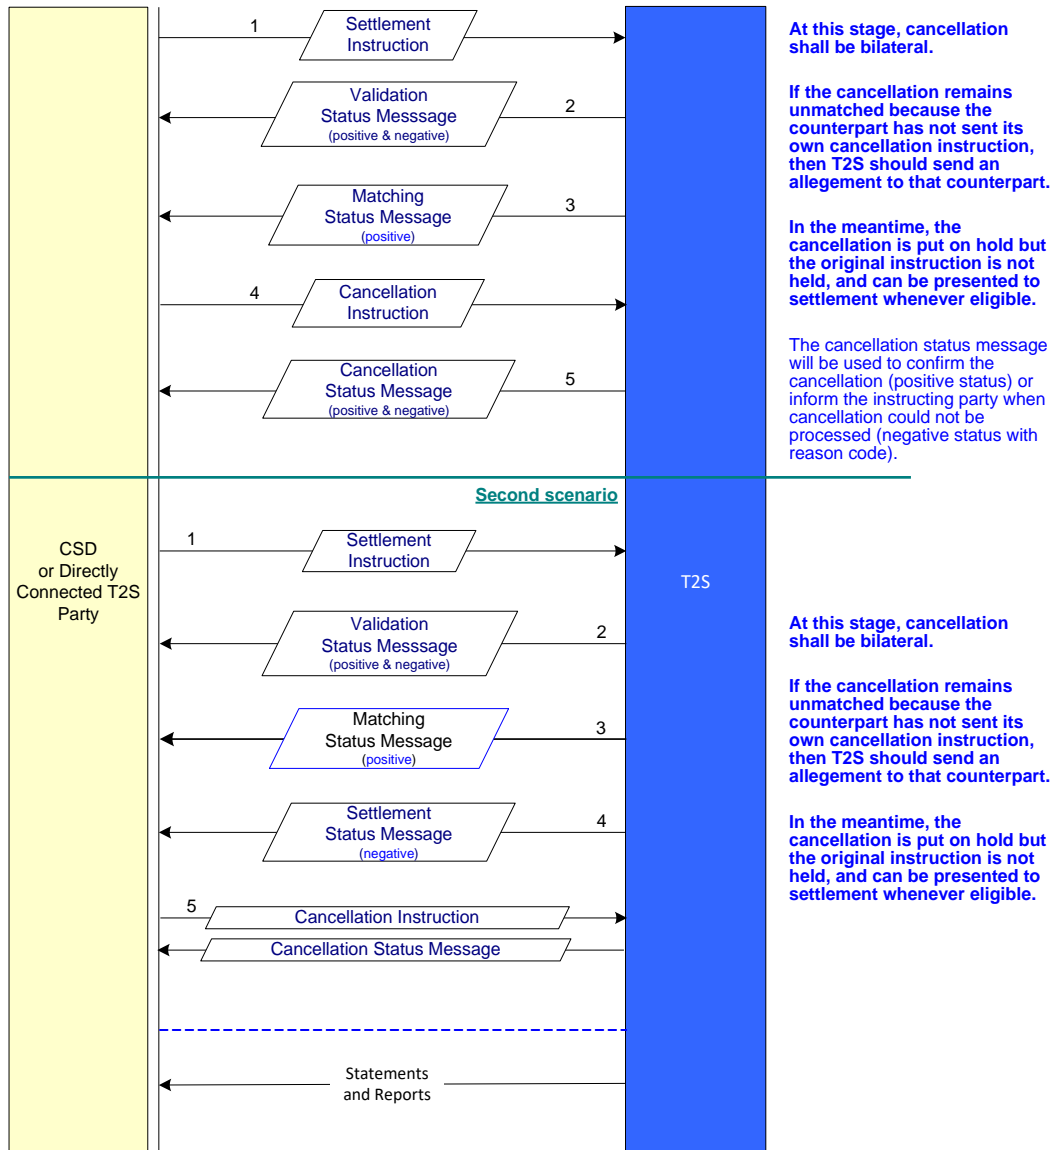 1
Settlement
Instruction
Validation
Status Messsage
(positive & negative)
2
Matching
Status Message
(positive)
3
4
Cancellation
Instruction
Cancellation
Status Message
(positive & negative)
5
At this stage, cancellation
shall be bilateral.
If the cancellation remains
unmatched because the
counterpart has not sent its
own cancellation instruction,
then T2S should send an
allegement to that counterpart.
In the meantime, the
cancellation is put on hold but
the original instruction is not
held, and can be presented to
settlement whenever eligible.
The cancellation status message
will be used to confirm the
cancellation (positive status) or
inform the instructing party when
cancellation could not be
processed (negative status with
reason code).
Second scenario
CSD
or Directly
Connected T2S
Party
1
Settlement
Instruction
T2S
Validation
Status Messsage
(positive & negative)
2
Matching
Status Message
(positive)
3
Settlement
Status Message
(negative)
4
5
Cancellation Instruction
Cancellation Status Message
At this stage, cancellation
shall be bilateral.
If the cancellation remains
unmatched because the
counterpart has not sent its
own cancellation instruction,
then T2S should send an
allegement to that counterpart.
In the meantime, the
cancellation is put on hold but
the original instruction is not
held, and can be presented to
settlement whenever eligible.
Statements
and Reports